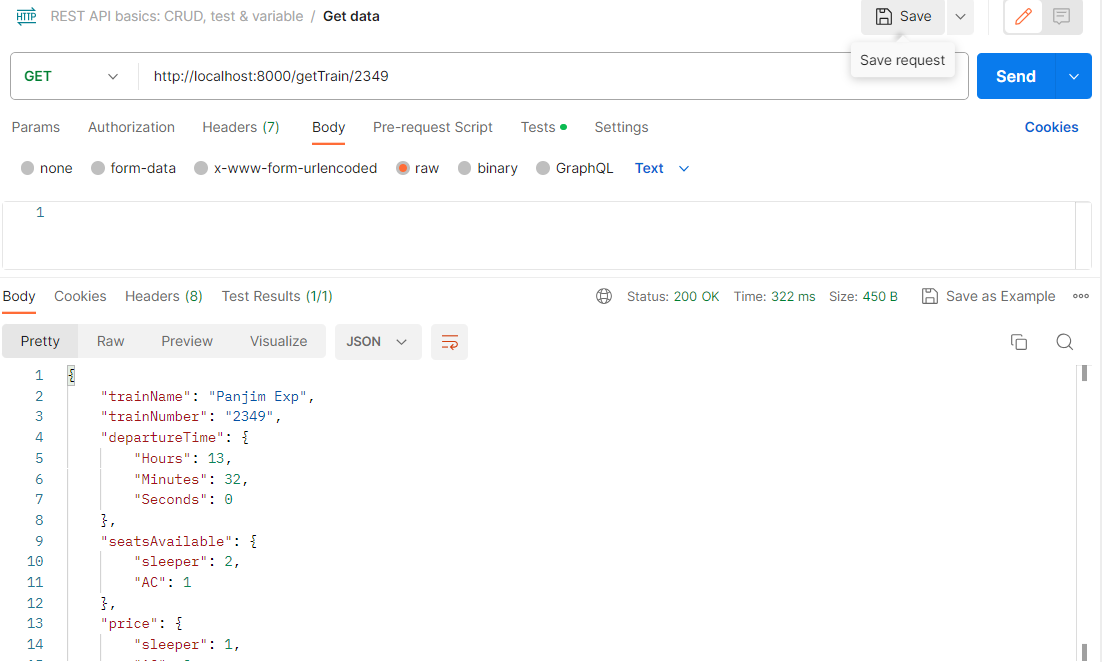 HTTP REST API basics: CRUD, test & variable / Get data
Save
Save request
GET http://localhost:8000/getTrain/2349
Send
Params Authorization Headers (7) Body Pre-request Script Tests Settings Cookies
none form-data x-www-form-urlencoded raw binary GraphQL Text
1
Body Cookies Headers (8) Test Results (1/1) Status: 200 OK Time: 322 ms Size: 450 B Save as Example
Pretty Raw Preview Visualize JSON
1 {
2 "trainName": "Panjim Exp",
3 "trainNumber": "2349",
4 "departureTime": {
5 "Hours": 13,
6 "Minutes": 32,
7 "Seconds": 0
8 },
9 "seatsAvailable": {
10 "sleeper": 2,
11 "AC": 1
12 },
13 "price": {
14 "sleeper": 1,